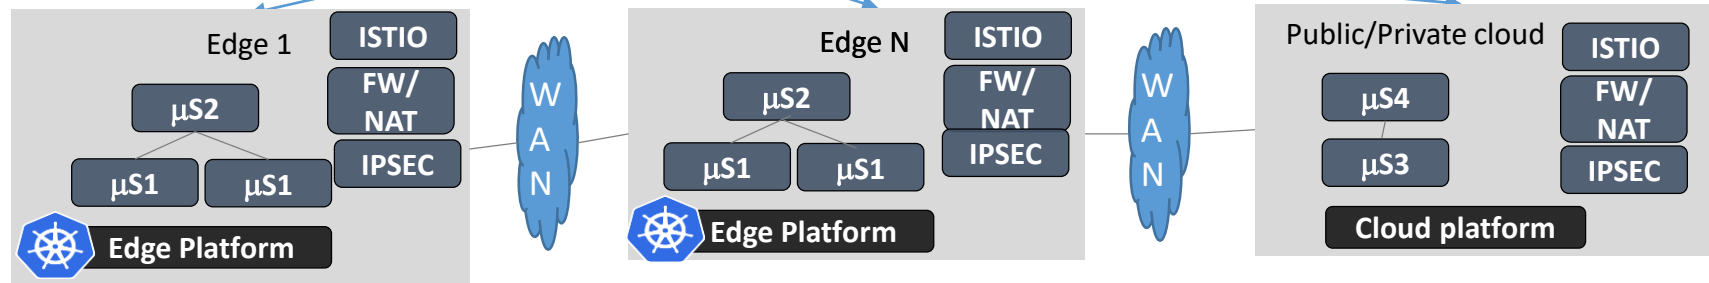 Edge 1
ISTIO
FW/
NAT
IPSEC
μS2
μS1
μS1
Edge Platform
W
A
N
Edge N
ISTIO
FW/
NAT
IPSEC
μS2
μS1
μS1
Edge Platform
W
A
N
Public/Private cloud
ISTIO
FW/
NAT
IPSEC
μS4
μS3
Cloud platform